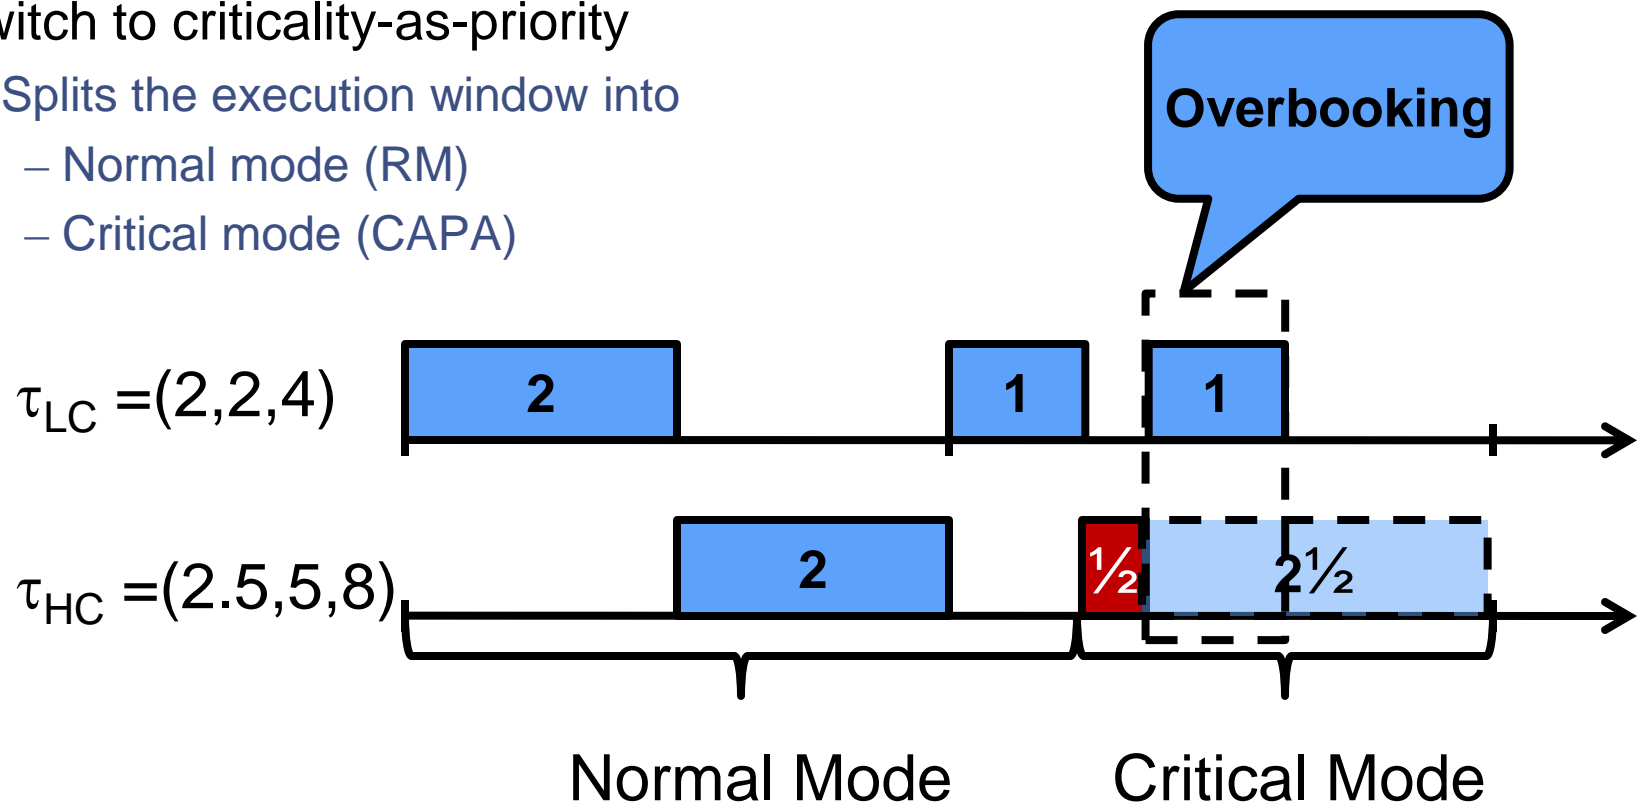 witch to criticality-as-priority
Splits the execution window into
– Normal mode (RM)
– Critical mode (CAPA)
Overbooking
τLC =(2,2,4)
2
1
1
τHC =(2.5,5,8)
2
½
2½
Normal Mode
Critical Mode